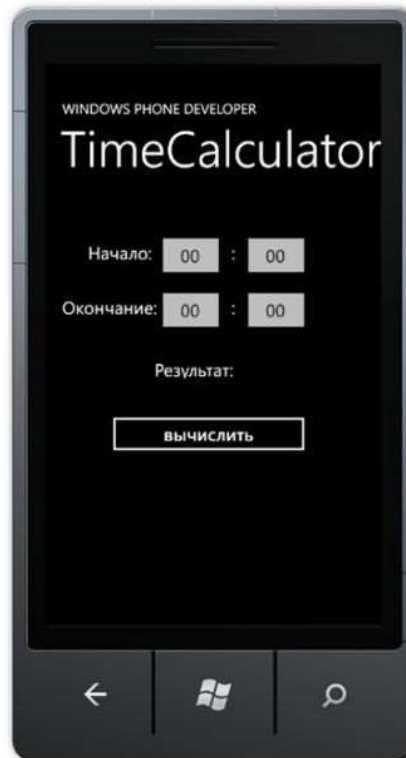 WINDOWS PHONE DEVELOPER
TimeCalculator
Начало: 00 : 00
Окончание: 00 : 00
Результат:
вычислить